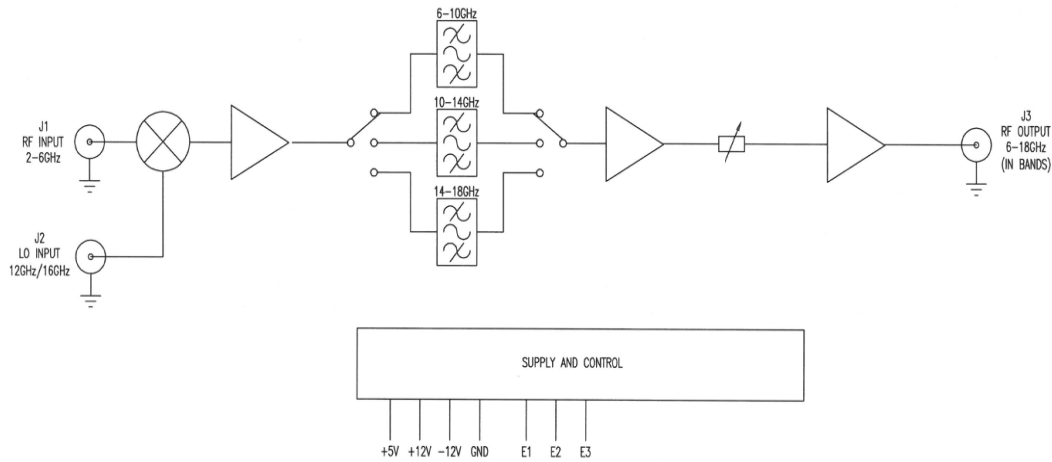 6-10GHz
10-14GHz
14-18GHz
J1
RF INPUT
2-6GHz
J2
LO INPUT
12GHz/16GHz
J3
RF OUTPUT
6-18GHz
(IN BANDS)
SUPPLY AND CONTROL
+5V +12V -12V GND E1 E2 E3